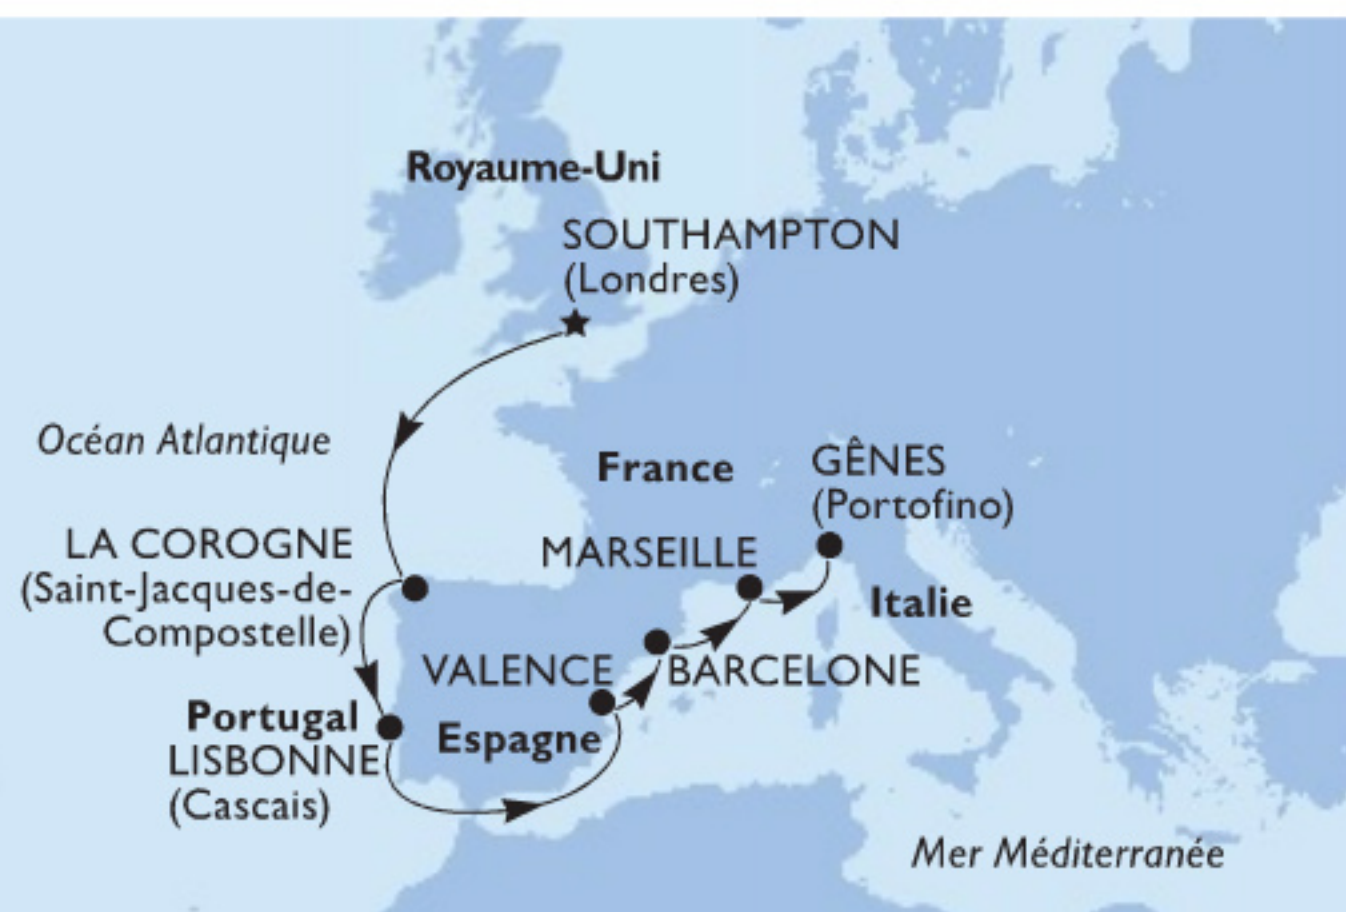 Royaume-Uni
SOUTHAMPTON
(Londres)
Océan Atlantique
France
GÊNES
(Portofino)
LA COROGNE
(Saint-Jacques-de-
Compostelle)
MARSEILLE
Italie
VALENCE
BARCELONE
Portugal
LISBONNE
(Cascais)
Espagne
Mer Méditerranée